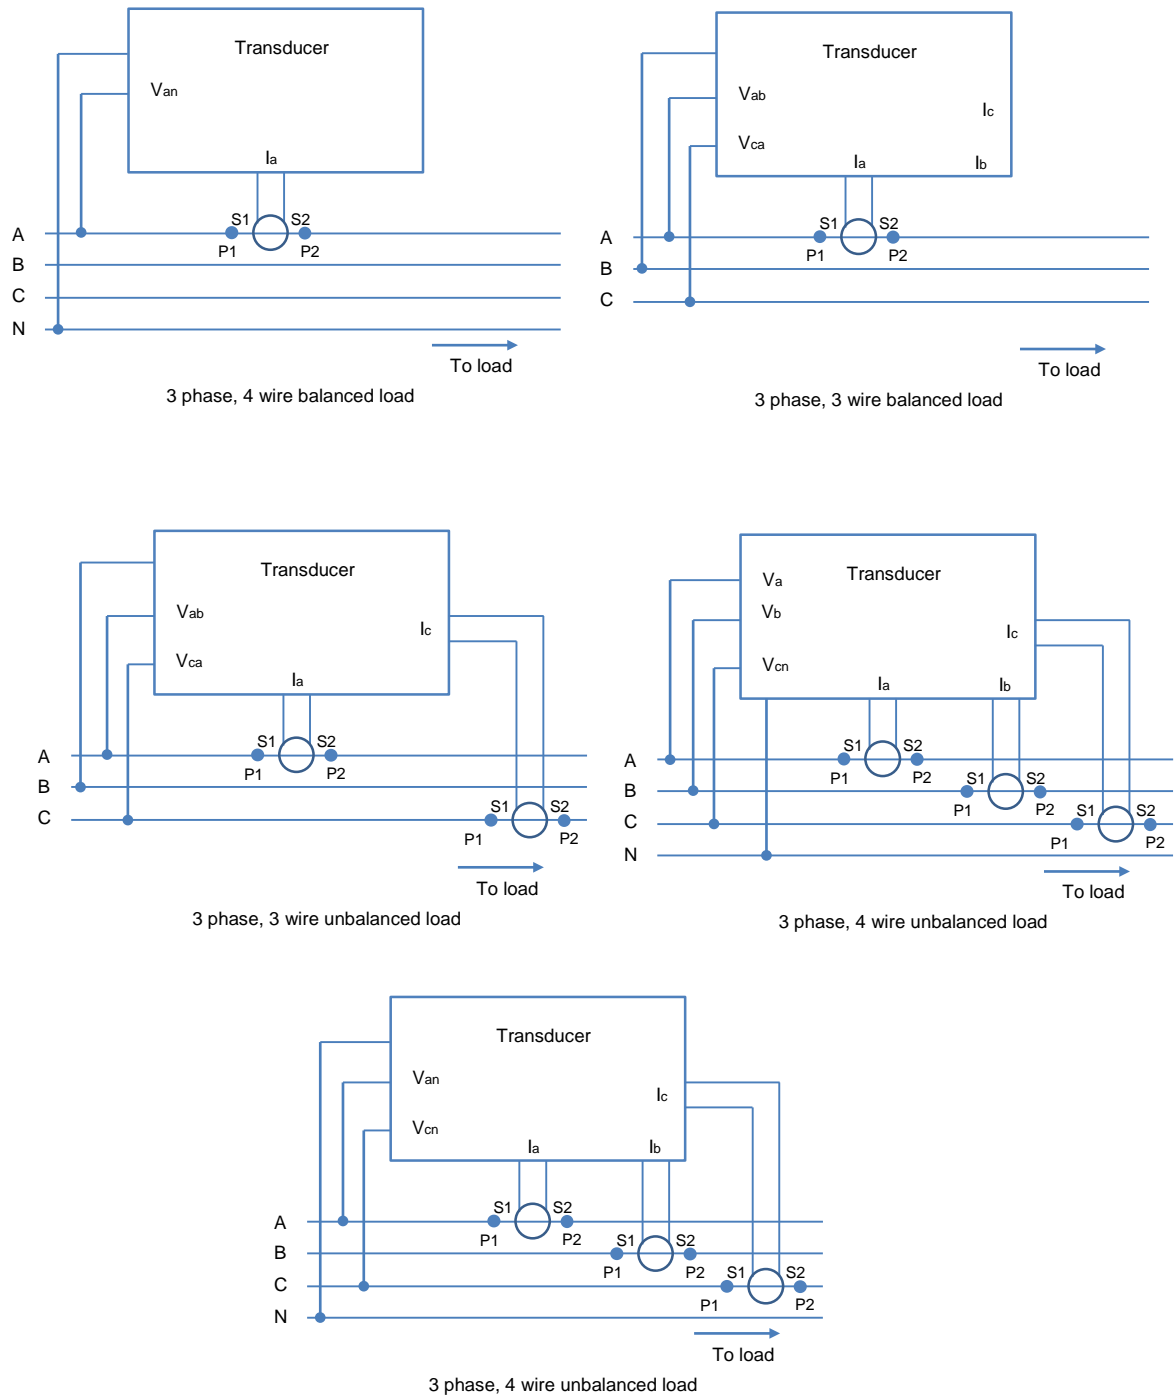 Transducer
Van
Ia
S1 S2
A
P1 P2
B
C
N
To load
3 phase, 4 wire balanced load
Transducer
Vab
Ic
Vca
Ia Ib
S1 S2
A
P1 P2
B
C
To load
3 phase, 3 wire balanced load
Transducer
Vab
Ic
Vca
Ia
S1 S2
A
P1 P2
B
S1 S2
C
P1 P2
To load
3 phase, 3 wire unbalanced load
Transducer
Va
Vb
Ic
Vcn
Ia Ib
S1 S2
A
P1 P2
S1 S2
B
P1 P2
S1 S2
C
P1 P2
N
To load
3 phase, 4 wire unbalanced load
Transducer
Van
Ic
Vcn
Ia Ib
S1 S2
A
P1 P2
S1 S2
B
P1 P2
S1 S2
C
P1 P2
N
To load
3 phase, 4 wire unbalanced load